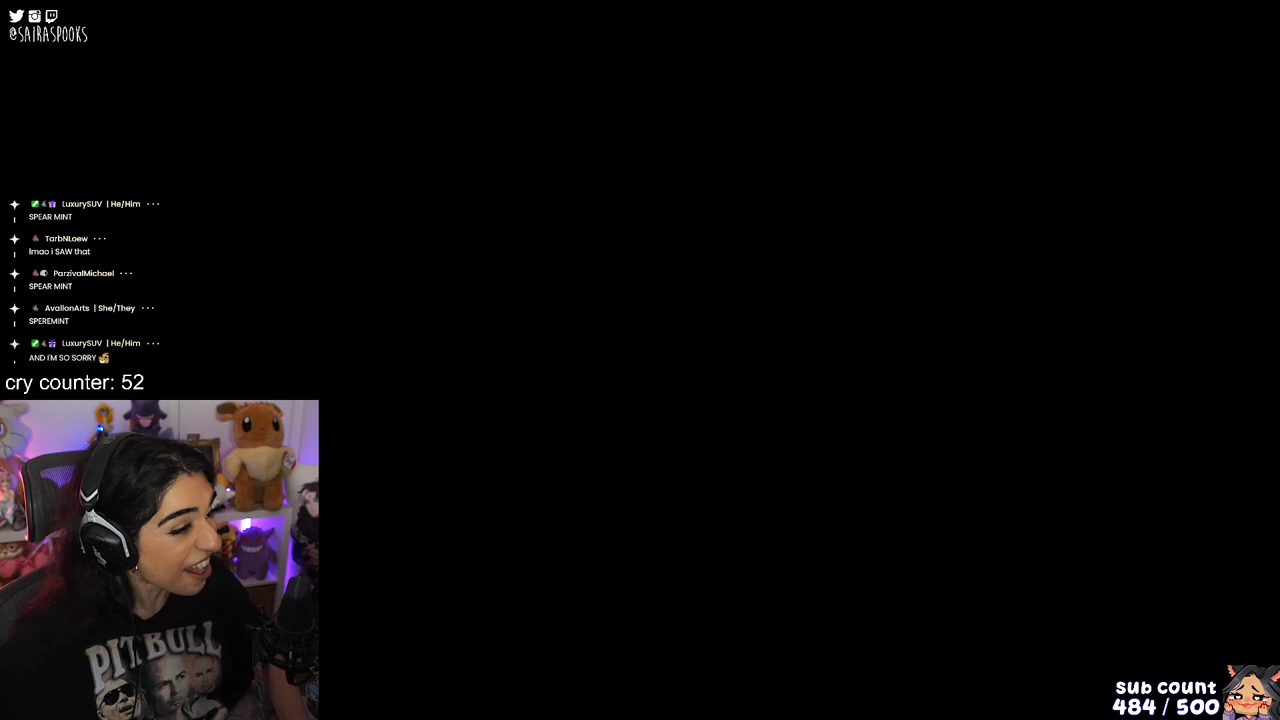 @SAIRASPOOKS
LuxurySUV | He/Him ···
SPEAR MINT
TarbNLoew ···
lmao i SAW that
ParzivalMichael ···
SPEAR MINT
AvallonArts | She/They ···
SPEREMINT
LuxurySUV | He/Him ···
AND I'M SO SORRY
cry counter: 52
PITBULL
sub count
484 / 500